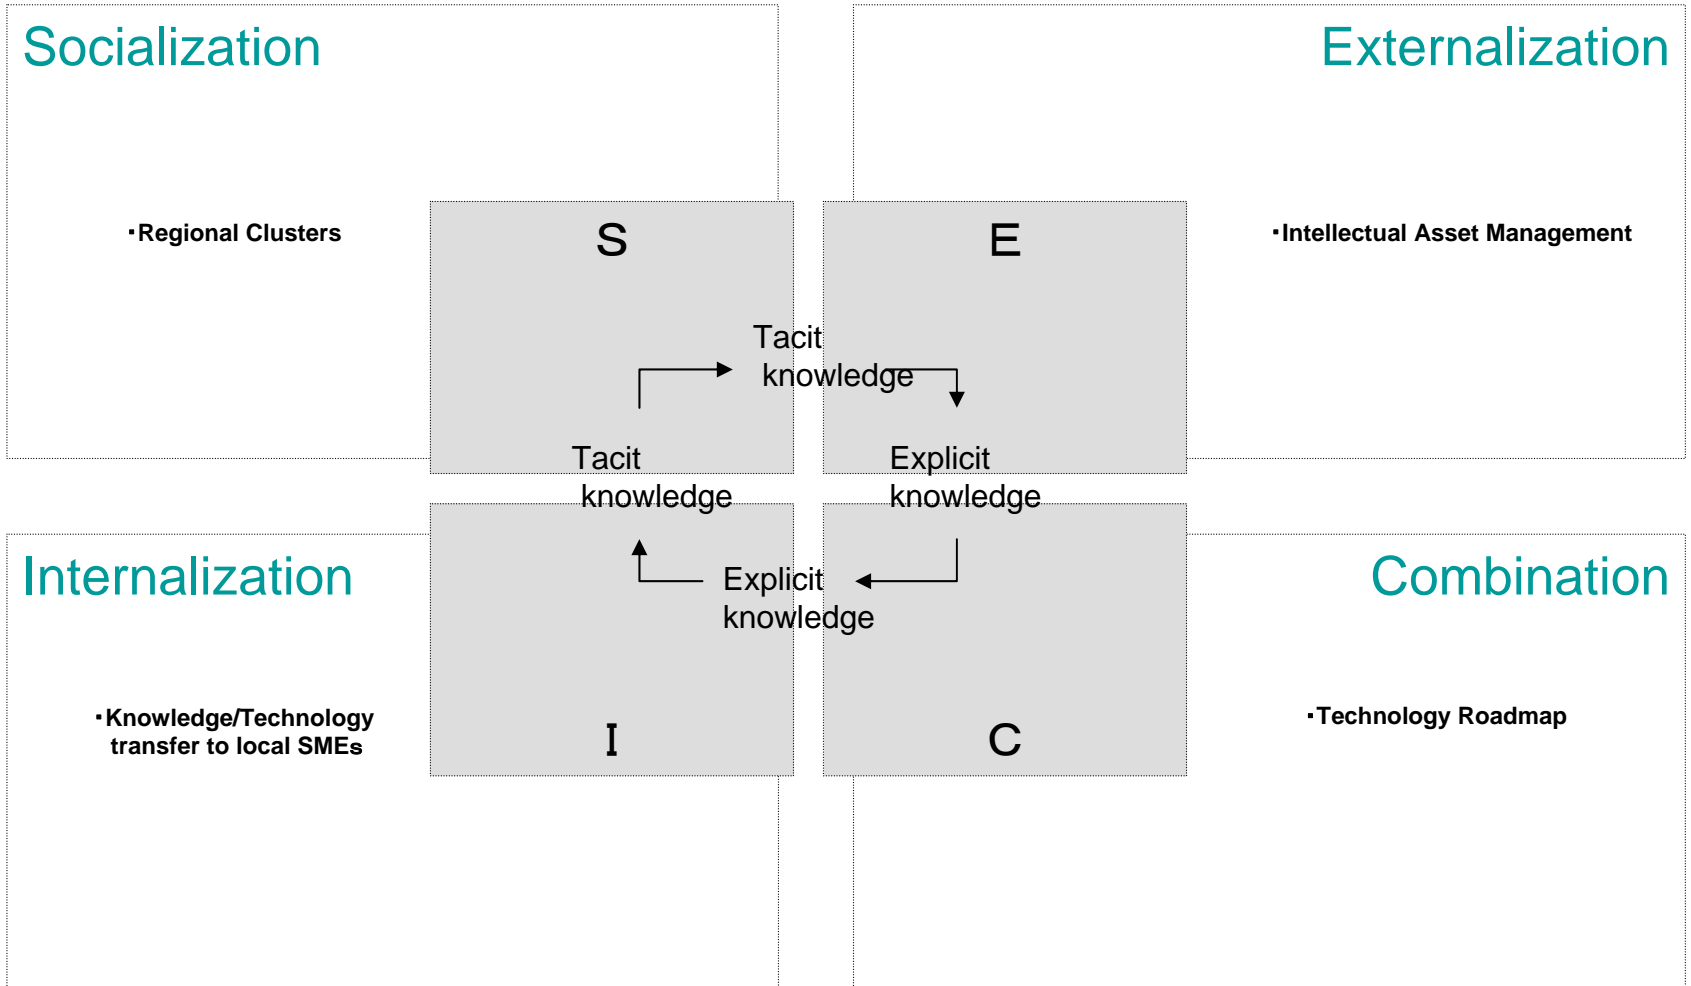 Socialization
Externalization
・Regional Clusters
S
E
・Intellectual Asset Management
Tacit
knowledge
Tacit
knowledge
Explicit
knowledge
Internalization
Explicit
knowledge
Combination
・Knowledge/Technology
transfer to local SMEs
I
C
・Technology Roadmap